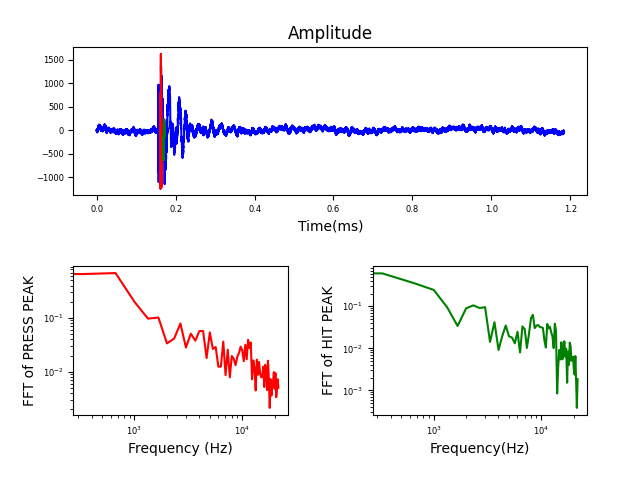 Amplitude
1500
1000
500
0
−500
−1000
0.0 0.2 0.4 0.6 0.8 1.0 1.2
Time(ms)
FFT of PRESS PEAK
10⁻¹
10⁻²
10³ 10⁴
Frequency (Hz)
FFT of HIT PEAK
10⁻¹
10⁻²
10⁻³
10³ 10⁴
Frequency(Hz)